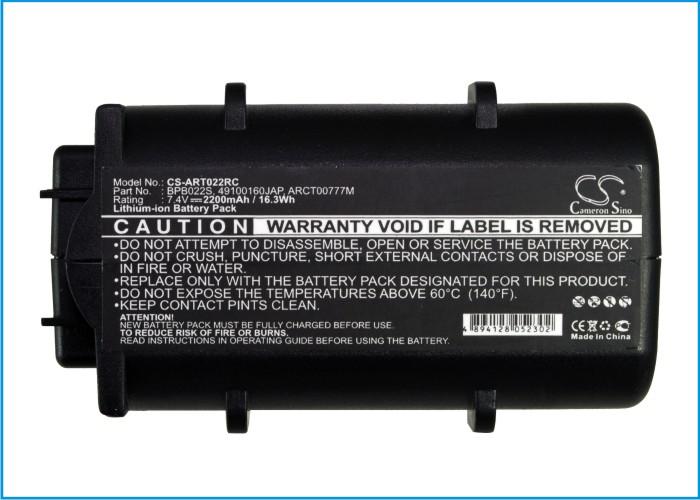 Model No.: CS-ART022RC
Part No. : BPB022S, 49100160JAP, ARCT00777M
Rating : 7.4V⎓2200mAh / 16.3Wh
Lithium-ion Battery Pack
CS
Cameron Sino
CAUTION WARRANTY VOID IF LABEL IS REMOVED
•DO NOT ATTEMPT TO DISASSEMBLE, OPEN OR SERVICE THE BATTERY PACK.
•DO NOT CRUSH, PUNCTURE, SHORT EXTERNAL CONTACTS OR DISPOSE OF
IN FIRE OR WATER.
•REPLACE ONLY WITH THE BATTERY PACK DESIGNATED FOR THIS PRODUCT.
•DO NOT EXPOSE THE TEMPERATURES ABOVE 60°C (140°F).
•KEEP CONTACT PINTS CLEAN.
ATTENTION!
NEW BATTERY PACK MUST BE FULLY CHARGED BEFORE USE.
TO REDUCE RISK OF FIRE OR BURNS.
READ INSTRUCTIONS IN OPERATING GUIDE BEFORE USING BATTERY.
4 894128 052302
CE
Made in China